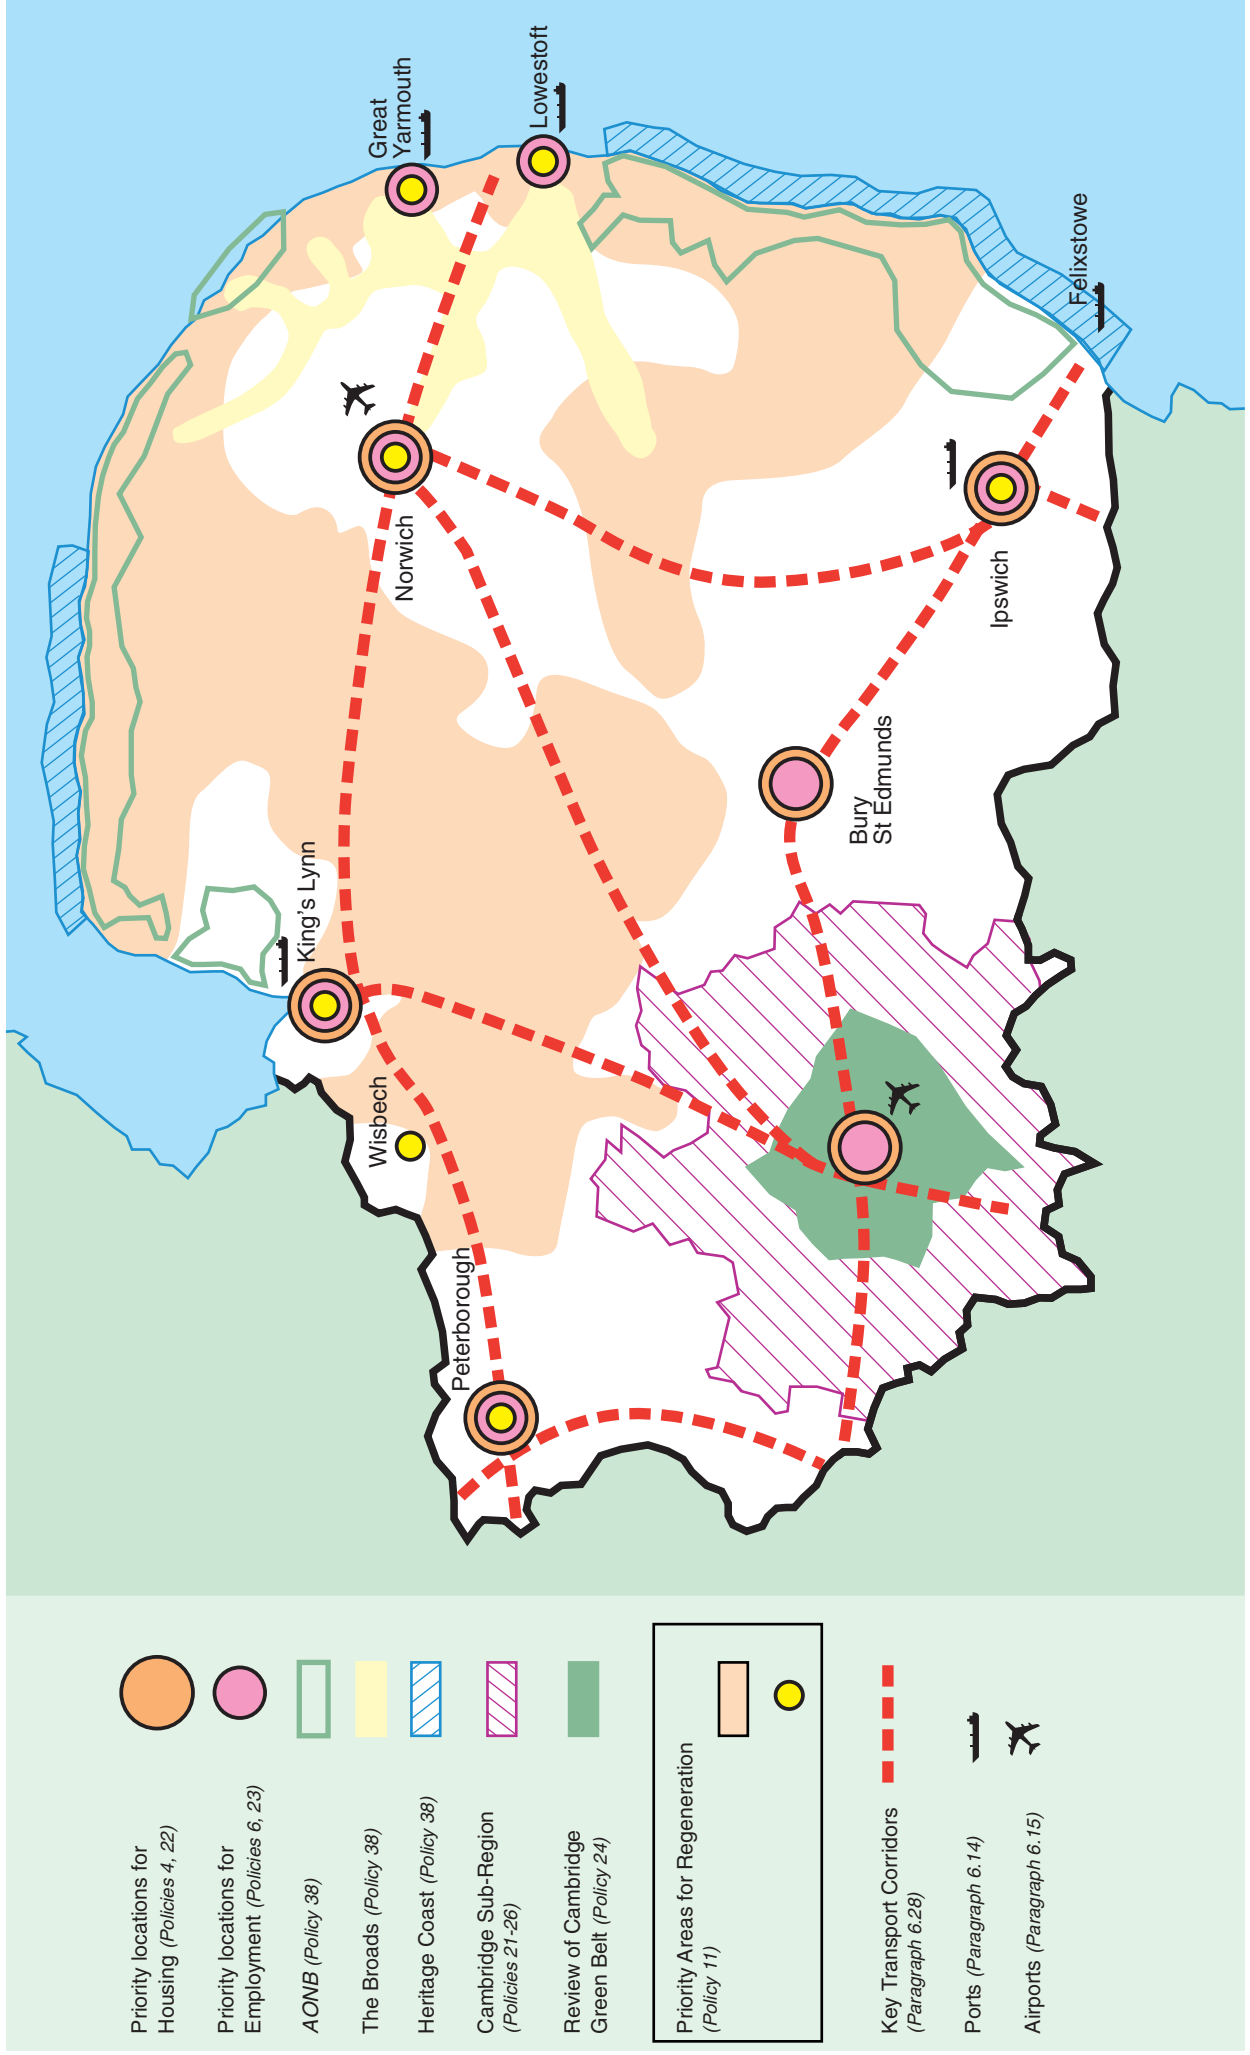 Great
Yarmouth
Lowestoft
Norwich
King's Lynn
Wisbech
Peterborough
Felixstowe
Ipswich
Bury
St Edmunds
Priority locations for
Housing (Policies 4, 22)
Priority locations for
Employment (Policies 6, 23)
AONB (Policy 38)
The Broads (Policy 38)
Heritage Coast (Policy 38)
Cambridge Sub-Region
(Policies 21-26)
Review of Cambridge
Green Belt (Policy 24)
Priority Areas for Regeneration
(Policy 11)
Key Transport Corridors
(Paragraph 6.28)
Ports (Paragraph 6.14)
Airports (Paragraph 6.15)